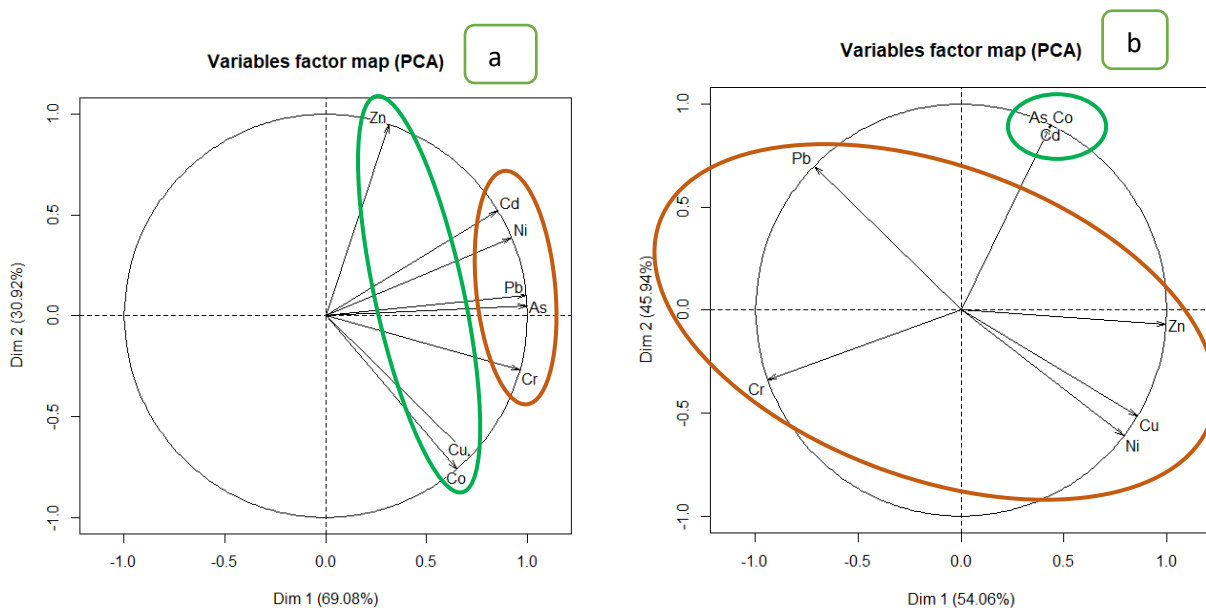 a
Variables factor map (PCA)
Dim 2 (30.92%)
1.0
0.5
0.0
-0.5
-1.0
Zn
Cd
Ni
Pb
As
Cr
Cu
Co
-1.0 -0.5 0.0 0.5 1.0
Dim 1 (69.08%)
b
Variables factor map (PCA)
Dim 2 (45.94%)
1.0
0.5
0.0
-0.5
-1.0
As Co
Cd
Pb
Zn
Cr
Cu
Ni
-1.0 -0.5 0.0 0.5 1.0
Dim 1 (54.06%)